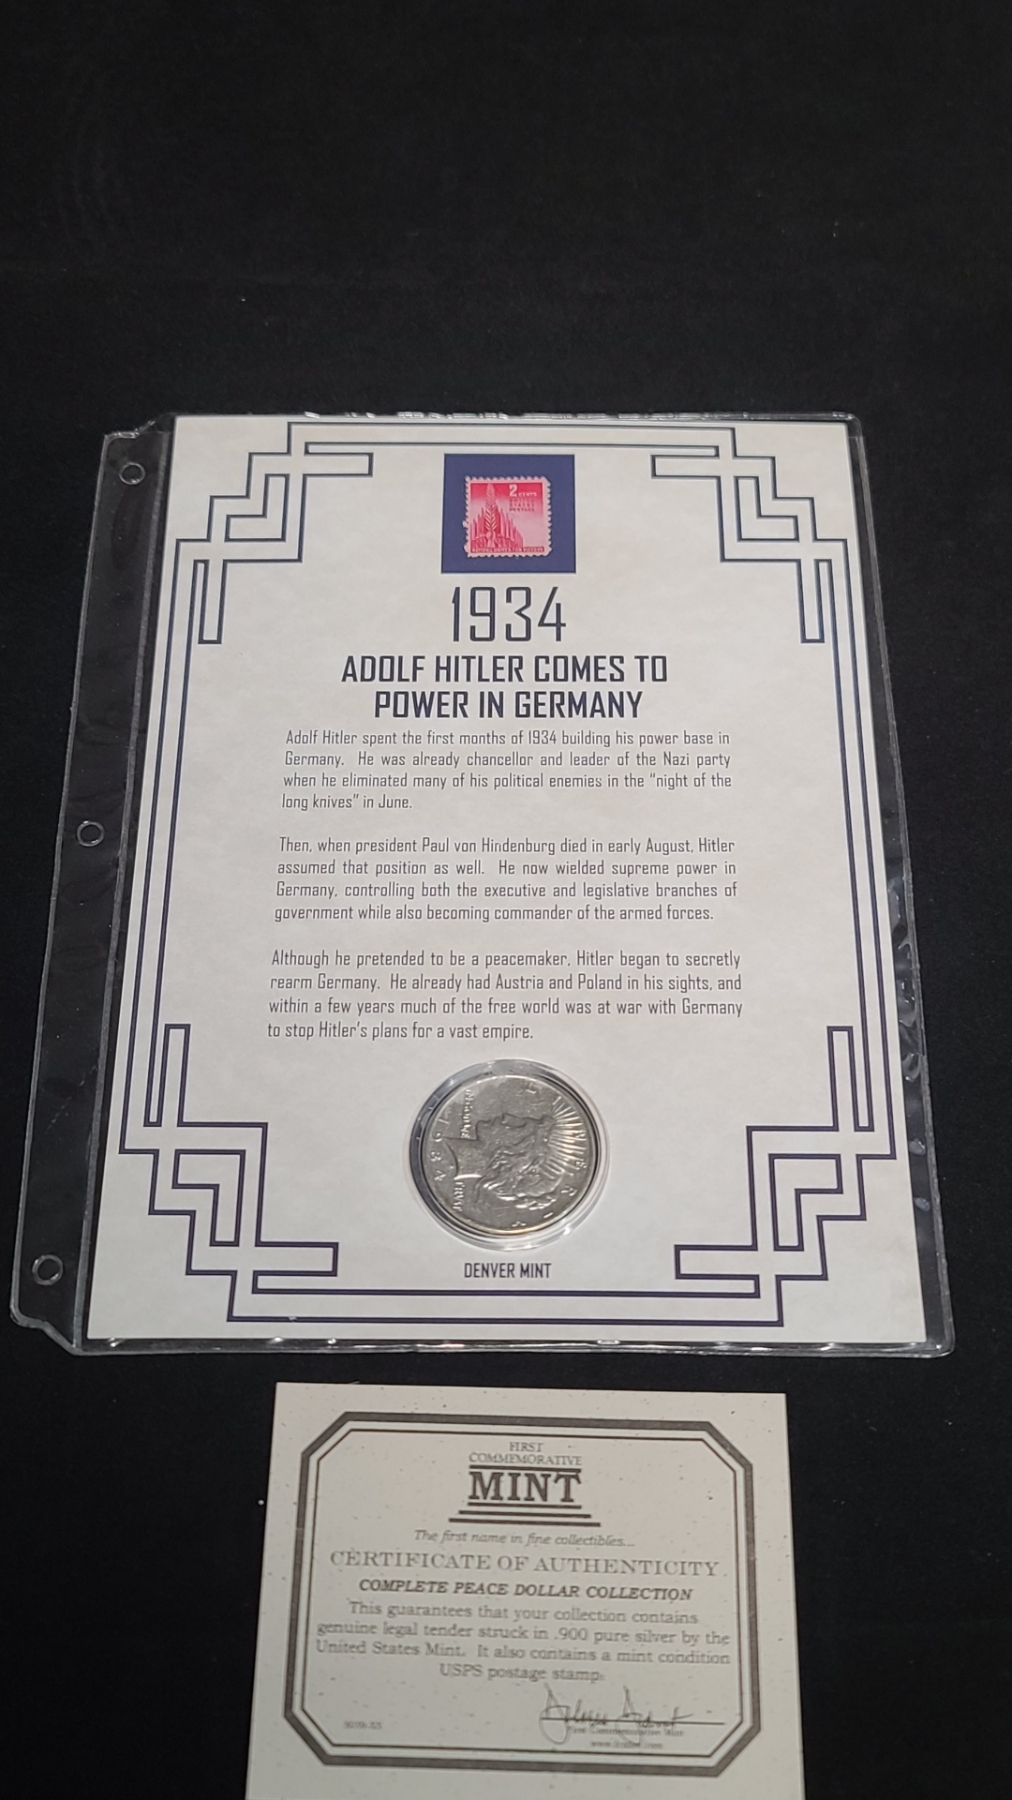 2 CENTS
UNITED
STATES
POSTAGE
1934
ADOLF HITLER COMES TO
POWER IN GERMANY
Adolf Hitler spent the first months of 1934 building his power base in
Germany. He was already chancellor and leader of the Nazi party
when he eliminated many of his political enemies in the "night of the
long knives" in June.
Then, when president Paul von Hindenburg died in early August, Hitler
assumed that position as well. He now wielded supreme power in
Germany, controlling both the executive and legislative branches of
government while also becoming commander of the armed forces.
Although he pretended to be a peacemaker, Hitler began to secretly
rearm Germany. He already had Austria and Poland in his sights, and
within a few years much of the free world was at war with Germany
to stop Hitler's plans for a vast empire.
1934
DENVER MINT
FIRST
COMMEMORATIVE
MINT
The first name in fine collectibles...
CERTIFICATE OF AUTHENTICITY
COMPLETE PEACE DOLLAR COLLECTION
This guarantees that your collection contains
genuine legal tender struck in .900 pure silver by the
United States Mint. It also contains a mint condition
USPS postage stamp.
First Commemorative Mint